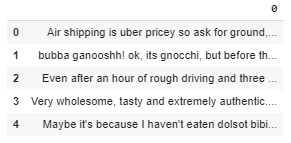 0
0 Air shipping is uber pricey so ask for ground,...
1 bubba ganooshh! ok, its gnocchi, but before th...
2 Even after an hour of rough driving and three ...
3 Very wholesome, tasty and extremely authentic....
4 Maybe it's because I haven't eaten dolsot bibi...